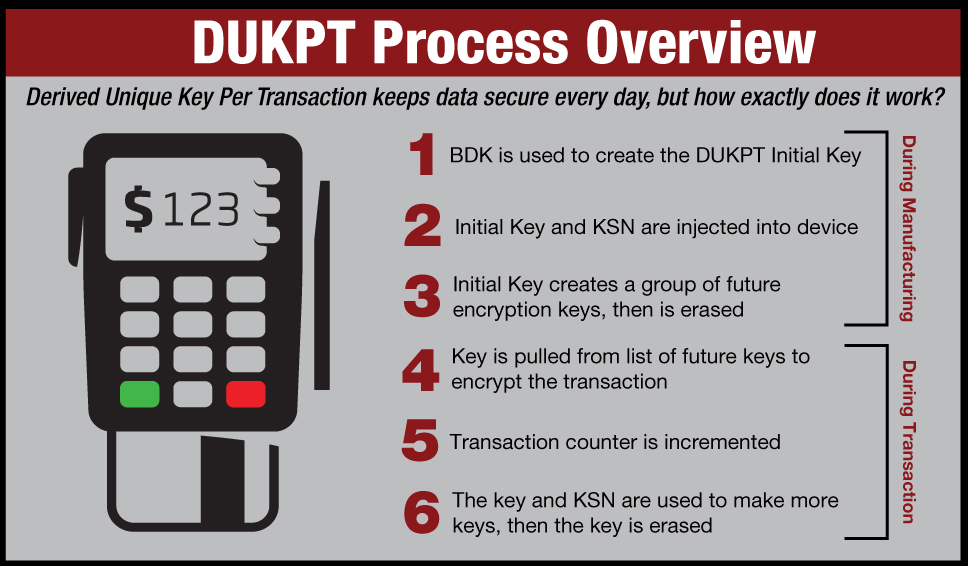 DUKPT Process Overview
Derived Unique Key Per Transaction keeps data secure every day, but how exactly does it work?
$123
1 BDK is used to create the DUKPT Initial Key
2 Initial Key and KSN are injected into device
3 Initial Key creates a group of future
encryption keys, then is erased
During Manufacturing
4 Key is pulled from list of future keys to
encrypt the transaction
5 Transaction counter is incremented
6 The key and KSN are used to make more
keys, then the key is erased
During Transaction